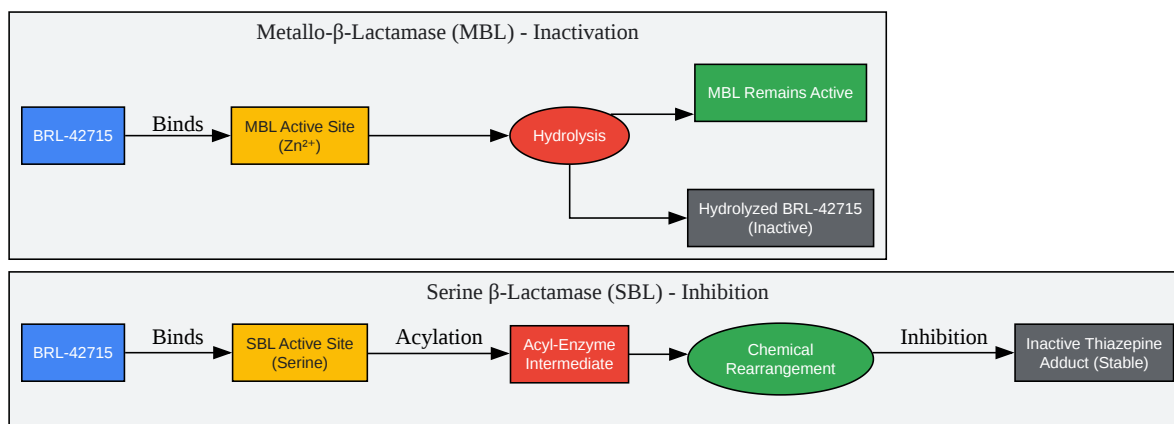 Metallo-β-Lactamase (MBL) - Inactivation
BRL-42715
Binds
MBL Active Site
(Zn²⁺)
Hydrolysis
MBL Remains Active
Hydrolyzed BRL-42715
(Inactive)
Serine β-Lactamase (SBL) - Inhibition
BRL-42715
Binds
SBL Active Site
(Serine)
Acylation
Acyl-Enzyme
Intermediate
Chemical
Rearrangement
Inhibition
Inactive Thiazepine
Adduct (Stable)